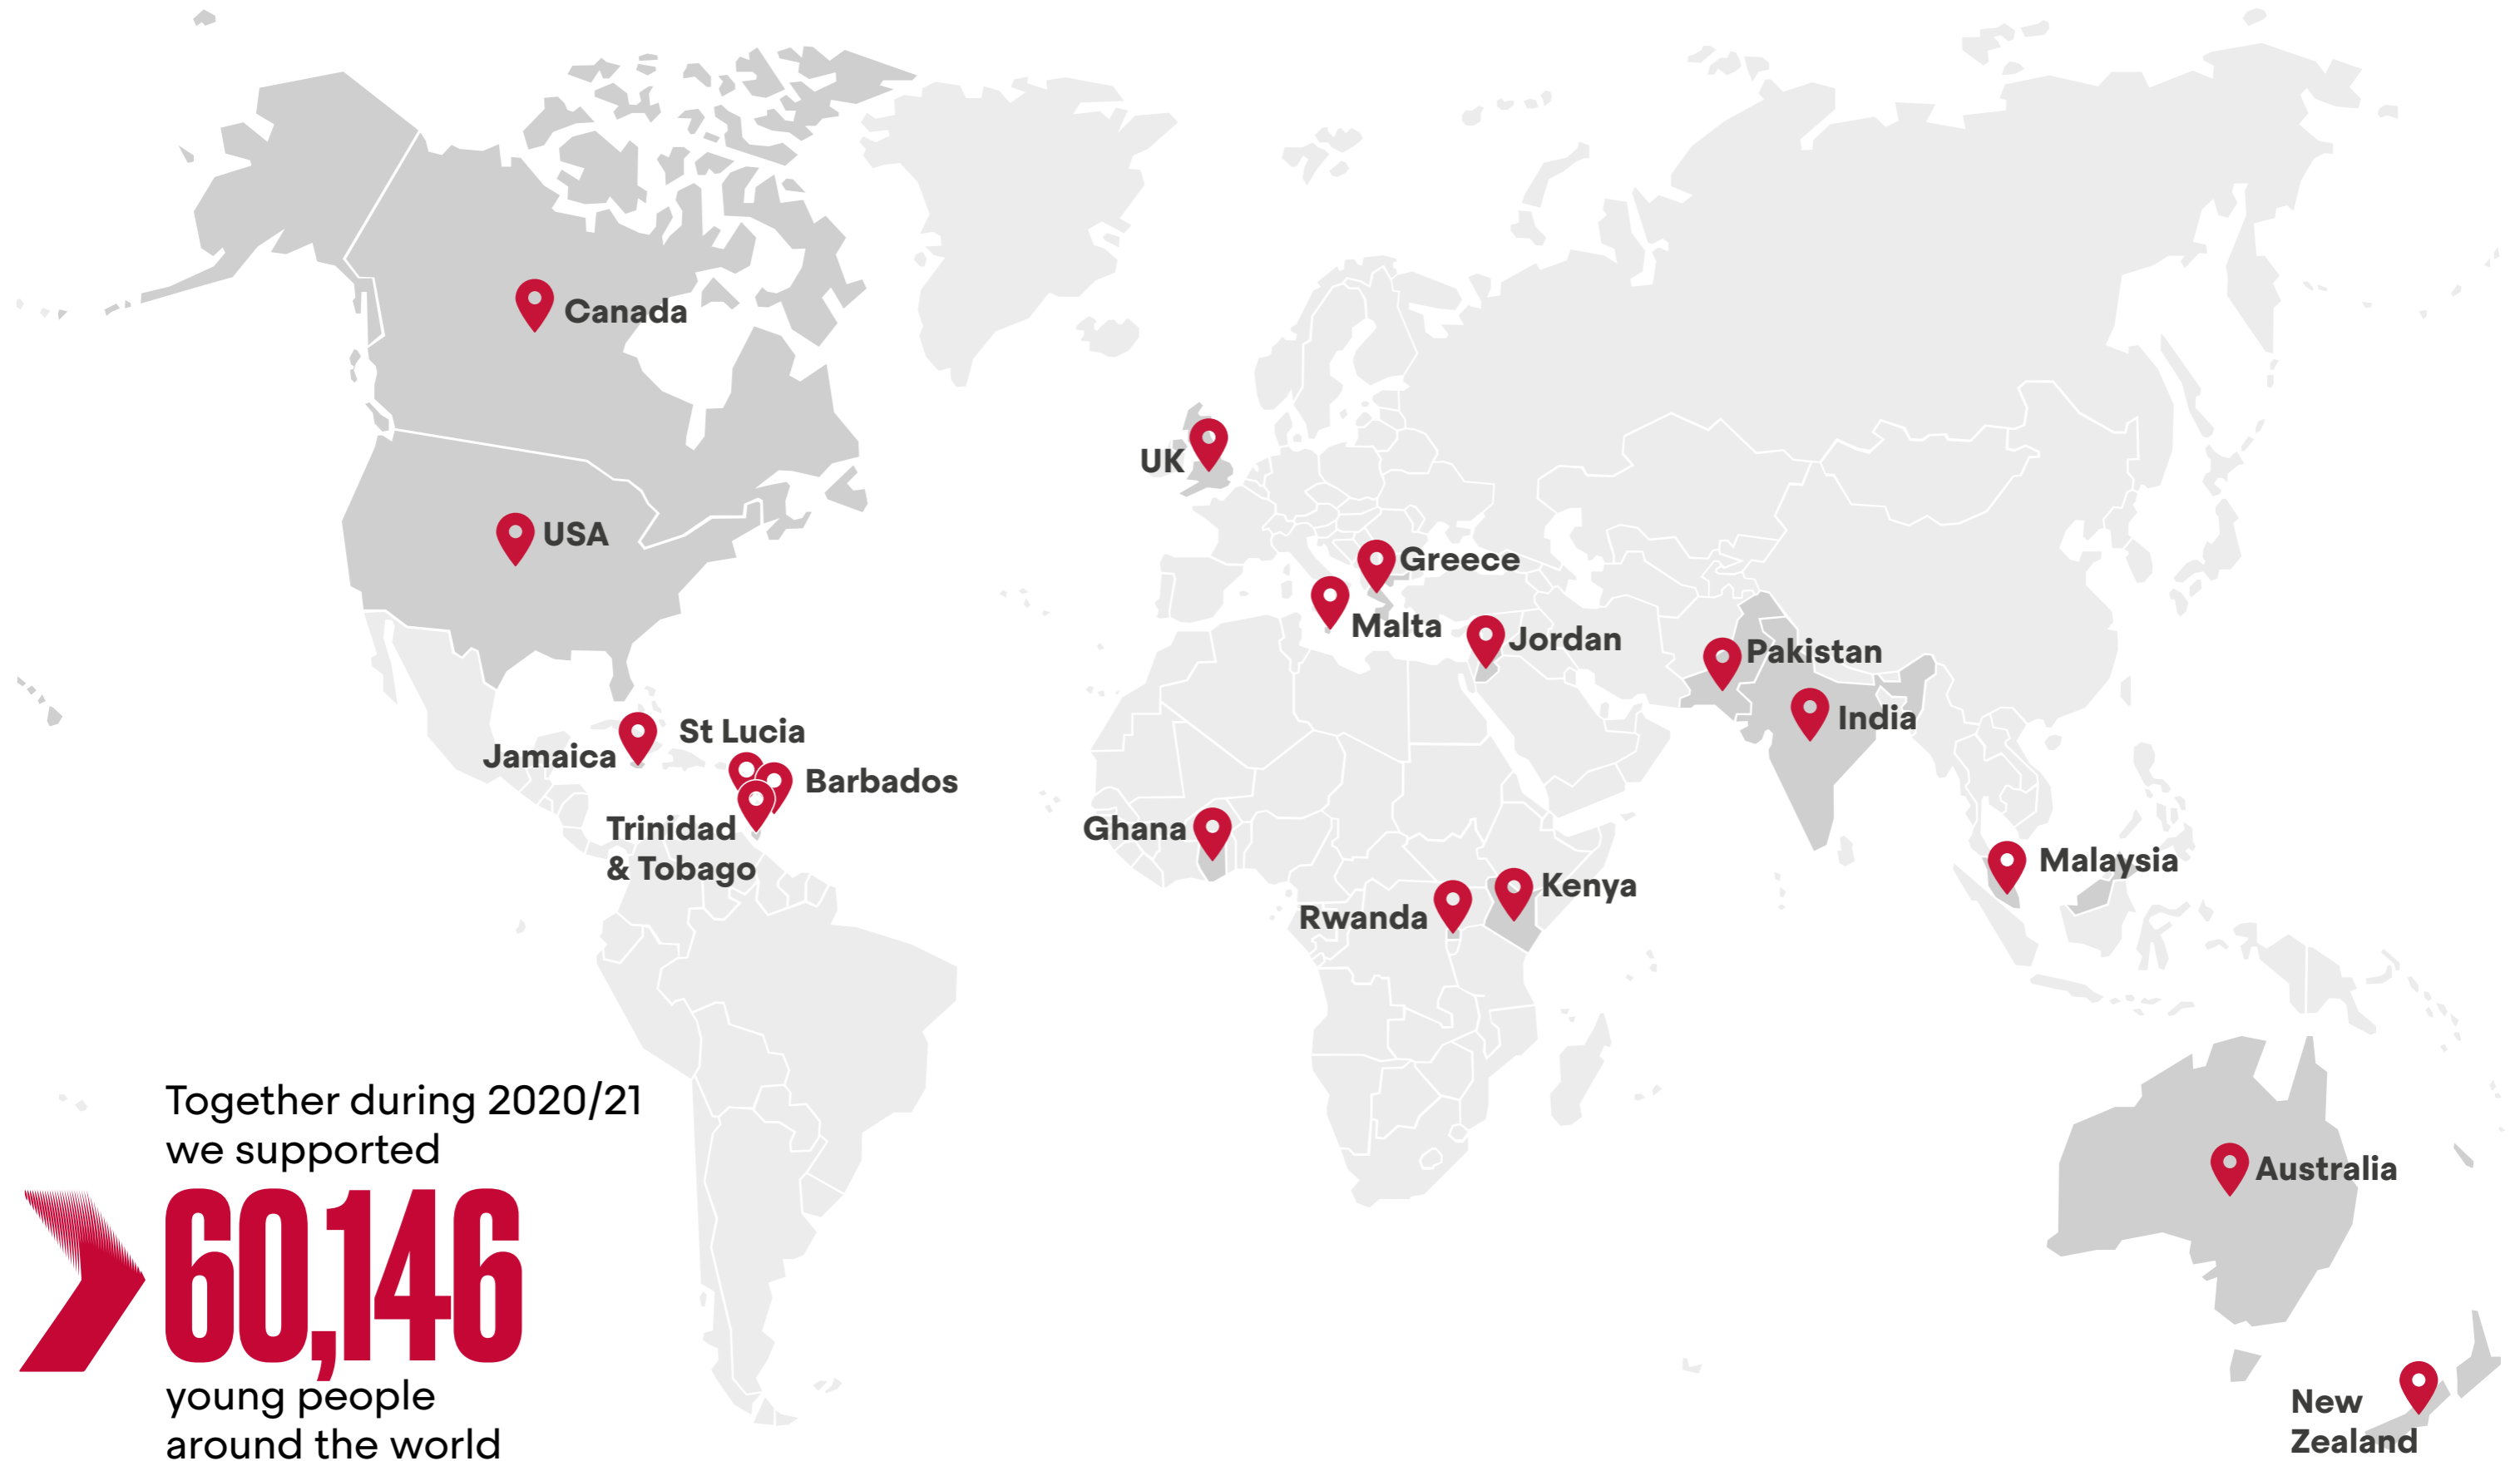 Canada
UK
USA
Greece
Malta
Jordan
Pakistan
India
St Lucia
Jamaica
Barbados
Trinidad
& Tobago
Ghana
Malaysia
Kenya
Rwanda
Together during 2020/21
we supported
60,146
young people
around the world
Australia
New
Zealand